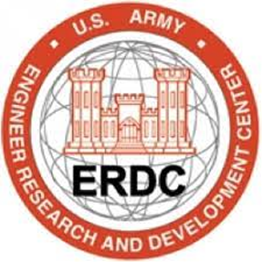 U.S. ARMY
ENGINEER RESEARCH AND DEVELOPMENT CENTER
ERDC